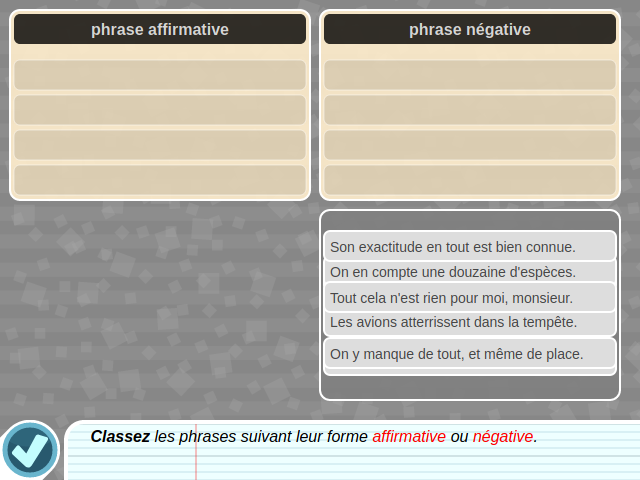 phrase affirmative
phrase négative
Son exactitude en tout est bien connue.
On en compte une douzaine d'espèces.
Tout cela n'est rien pour moi, monsieur.
Les avions atterrissent dans la tempête.
On y manque de tout, et même de place.
Classez les phrases suivant leur forme affirmative ou négative.